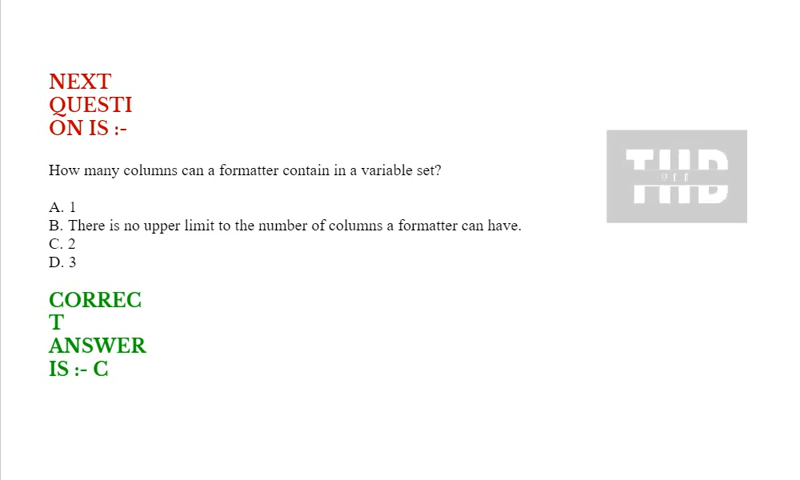 NEXT
QUESTI
ON IS :-
How many columns can a formatter contain in a variable set?
A. 1
B. There is no upper limit to the number of columns a formatter can have.
C. 2
D. 3
CORREC
T
ANSWER
IS :- C